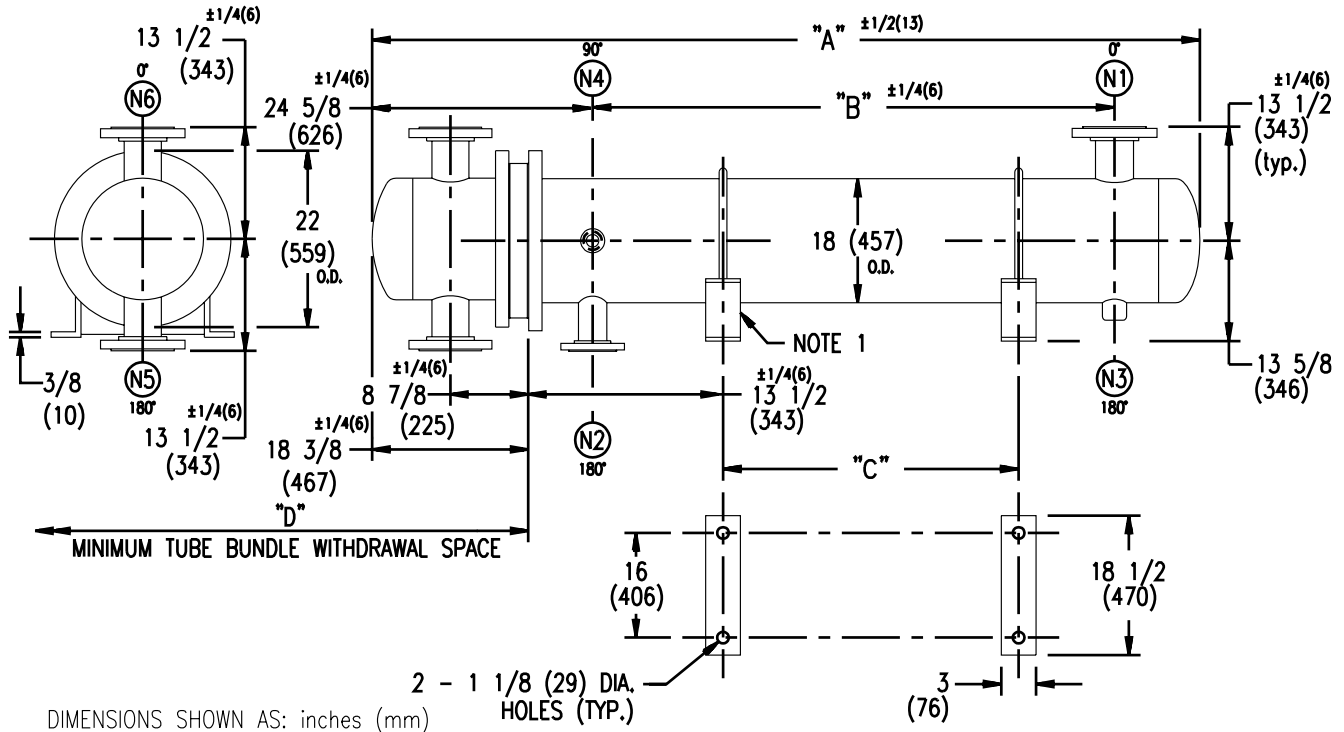 ±1/4(6)
13 1/2
(343)
0°
N6
±1/4(6)
24 5/8
(626)
"A" ±1/2(13)
90°
N4
"B" ±1/4(6)
0°
N1
±1/4(6)
13 1/2
(343)
(typ.)
22
(559)
O.D.
18 (457)
O.D.
NOTE 1
3/8
(10)
N5
180°
±1/4(6)
13 1/2
(343)
8 7/8 ±1/4(6)
(225)
18 3/8 ±1/4(6)
(467)
N2
180°
±1/4(6)
13 1/2
(343)
N3
180°
13 5/8
(346)
"C"
"D"
MINIMUM TUBE BUNDLE WITHDRAWAL SPACE
16
(406)
18 1/2
(470)
2 - 1 1/8 (29) DIA.
HOLES (TYP.)
3
(76)
DIMENSIONS SHOWN AS: inches (mm)